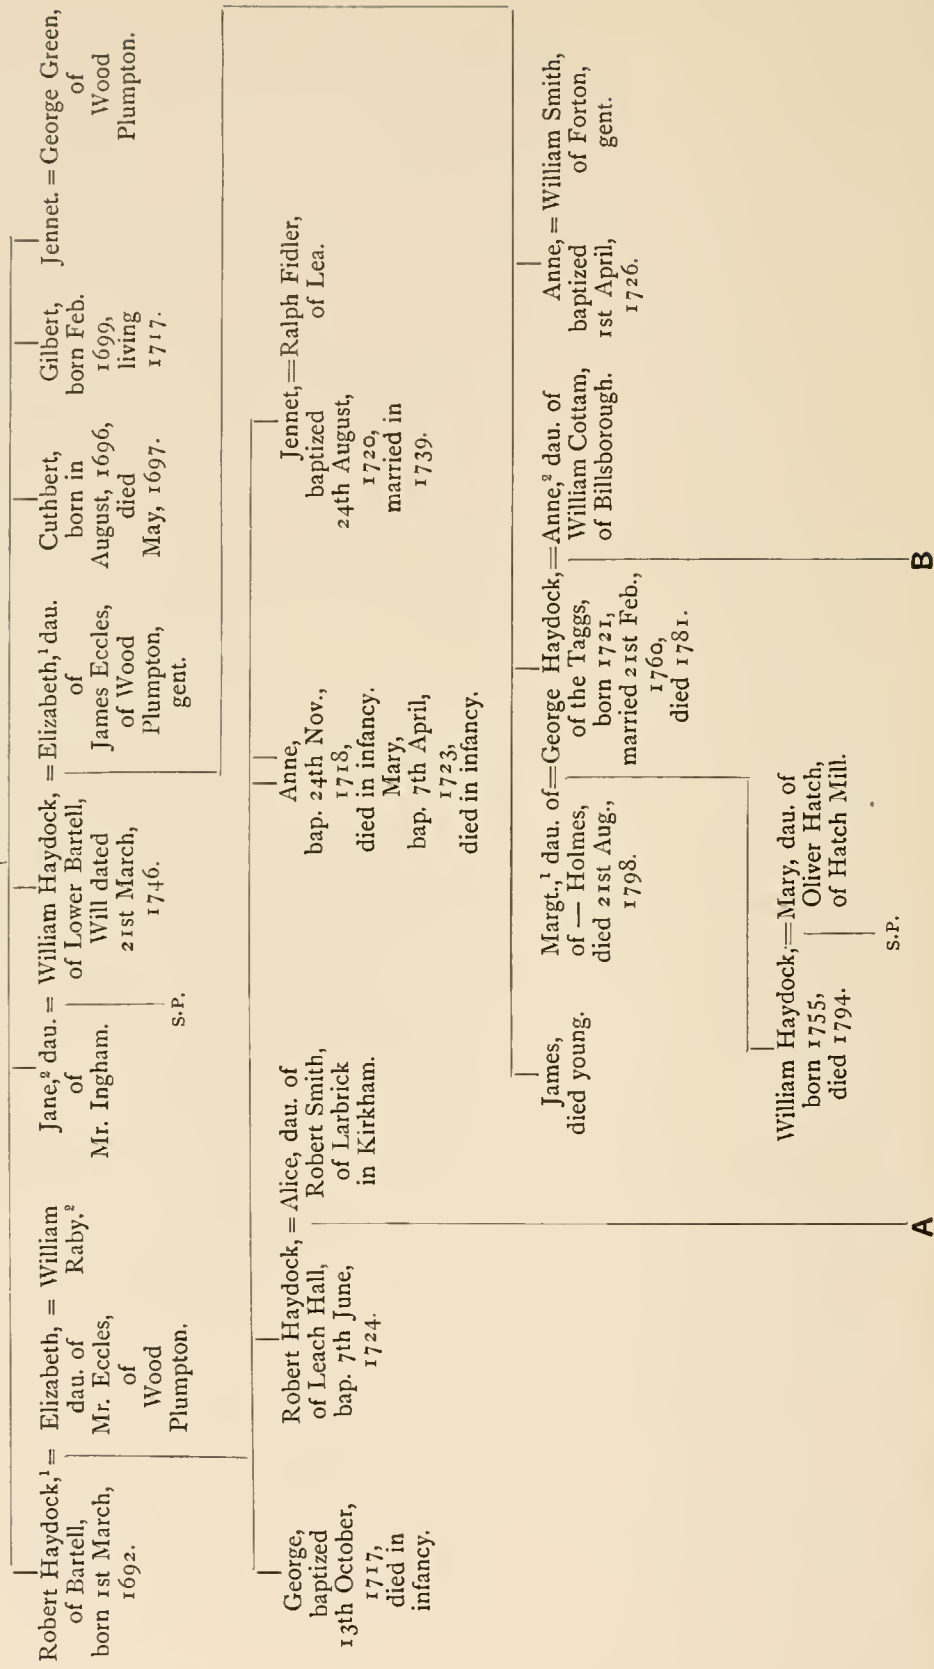 Robert Haydock,¹ =
of Bartell,
born 1st March,
1692.
Elizabeth, = William
dau. of
Mr. Eccles,
of
Wood
Plumpton.
Raby.²
Jane,² dau. =
of
Mr. Ingham.
S.P.
William Haydock,
of Lower Bartell,
Will dated
21st March,
1746.
= Elizabeth,¹ dau.
of
James Eccles,
of Wood
Plumpton,
gent.
Cuthbert,
born in
August, 1696,
died
May, 1697.
Gilbert,
born Feb.
1699,
living
1717.
Jennet. = George Green,
of
Wood
Plumpton.
George,
baptized
13th October,
1717,
died in
infancy.
Robert Haydock,
of Leach Hall,
bap. 7th June,
1724.
= Alice, dau. of
Robert Smith,
of Larbrick
in Kirkham.
Anne,
bap. 24th Nov.,
1718,
died in infancy.
Mary,
bap. 7th April,
1723,
died in infancy.
Jennet, = Ralph Fidler,
baptized
24th August,
1720,
married in
1739.
of Lea.
James,
died young.
Margt.,¹ dau. of =
of — Holmes,
died 21st Aug.,
1798.
George Haydock,
of the Taggs,
born 1721,
married 21st Feb.,
1760,
died 1781.
= Anne,² dau. of
William Cottam,
of Billsborough.
Anne, = William Smith,
baptized
1st April,
1726.
of Forton,
gent.
William Haydock, =
born 1755,
died 1794.
Mary, dau. of
Oliver Hatch,
of Hatch Mill.
S.P.
A
B